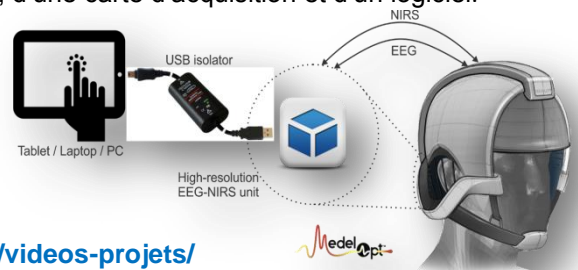 , d'une carte d'acquisition et d'un logiciel.
NIRS
EEG
USB isolator
Tablet / Laptop / PC
High-resolution
EEG-NIRS unit
Medelopt
/videos-projets/